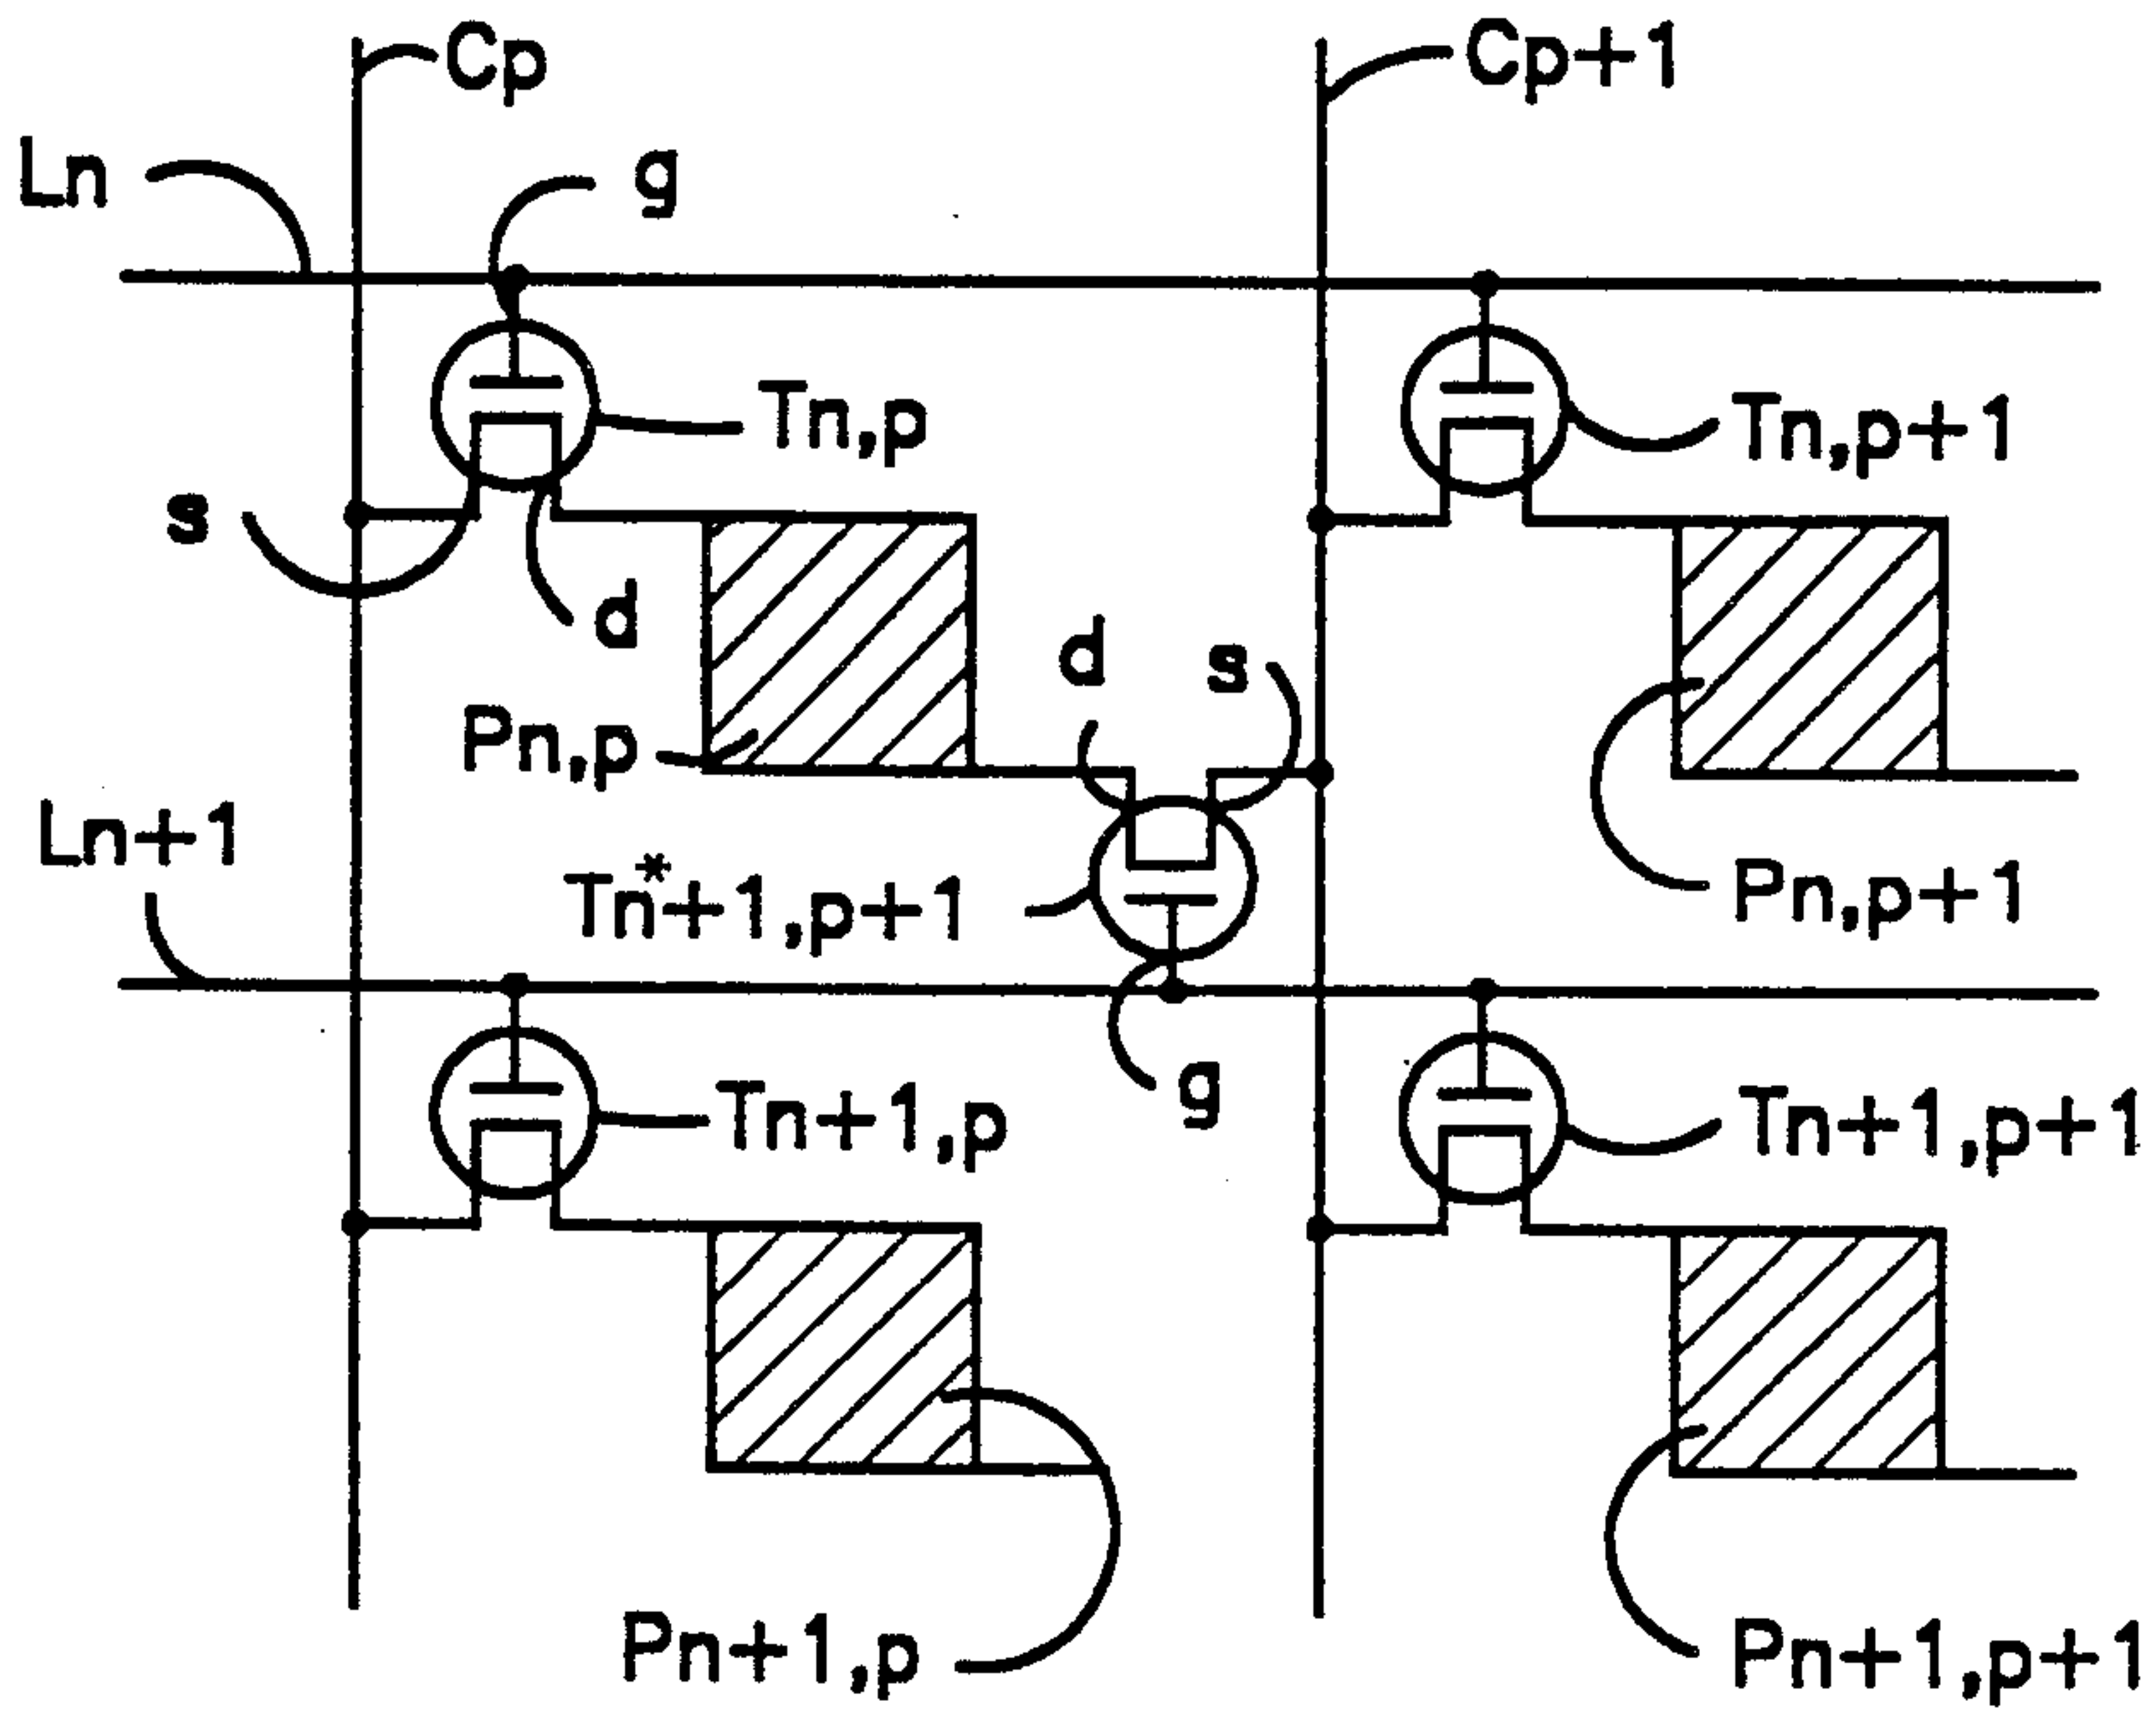 Cp
Cp+1
Ln
g
Tn,p
Tn,p+1
s
d
d
s
Pn,p
Ln+1
Tn*+1,p+1
Pn,p+1
g
Tn+1,p
Tn+1,p+1
Pn+1,p
Pn+1,p+1